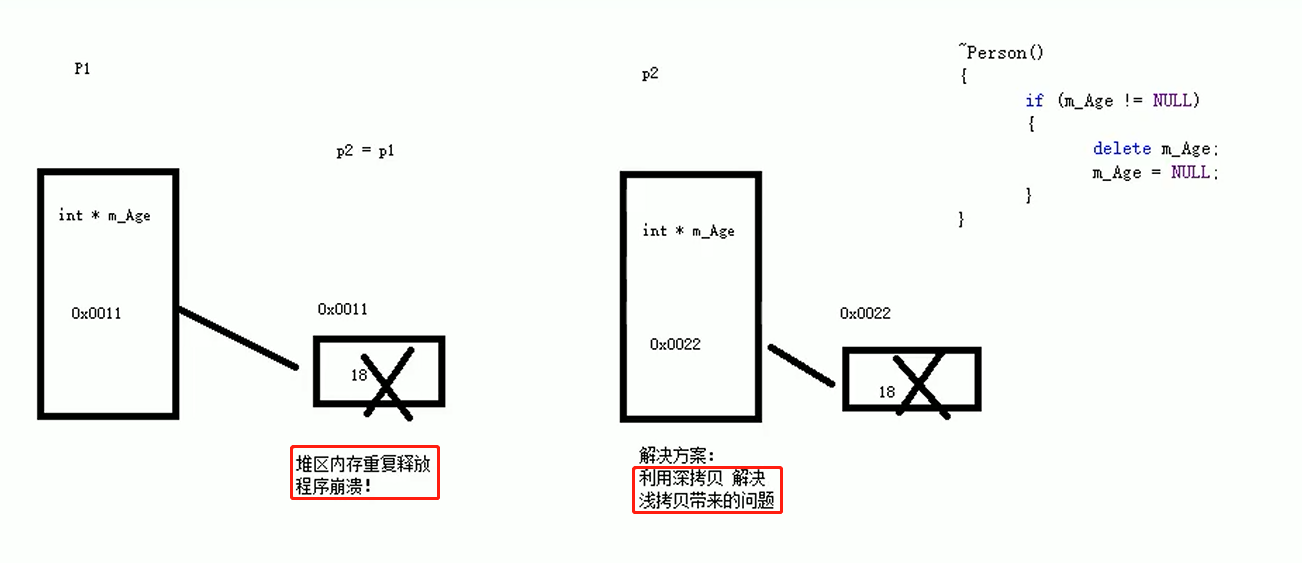 P1
p2 = p1
int * m_Age
0x0011
0x0011
18
堆区内存重复释放
程序崩溃!
p2
int * m_Age
0x0022
0x0022
18
解决方案:
利用深拷贝 解决
浅拷贝带来的问题
~Person()
{
if (m_Age != NULL)
{
delete m_Age;
m_Age = NULL;
}
}